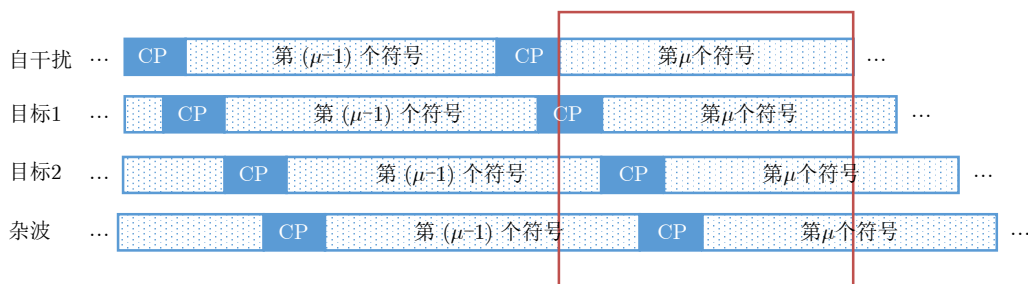 自干扰 … CP 第 (μ–1) 个符号 CP 第μ个符号 …
目标1 … CP 第 (μ–1) 个符号 CP 第μ个符号 …
目标2 … CP 第 (μ–1) 个符号 CP 第μ个符号 …
杂波 … CP 第 (μ–1) 个符号 CP 第μ个符号 …